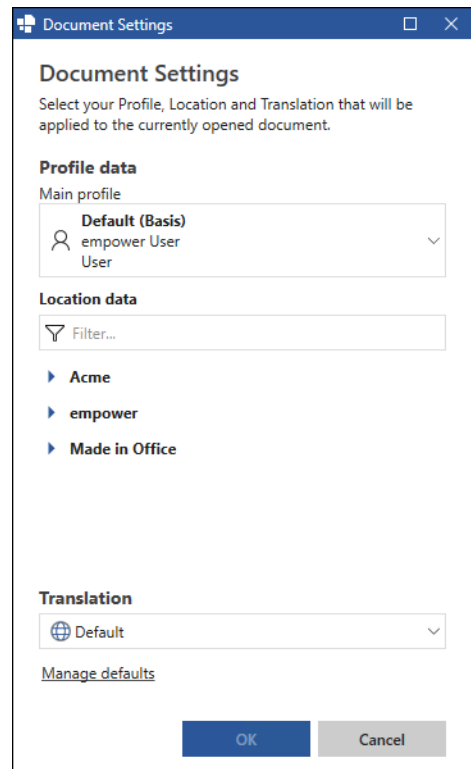 Document Settings
Document Settings
Select your Profile, Location and Translation that will be
applied to the currently opened document.
Profile data
Main profile
Default (Basis)
empower User
User
Location data
Filter...
Acme
empower
Made in Office
Translation
Default
Manage defaults
OK
Cancel